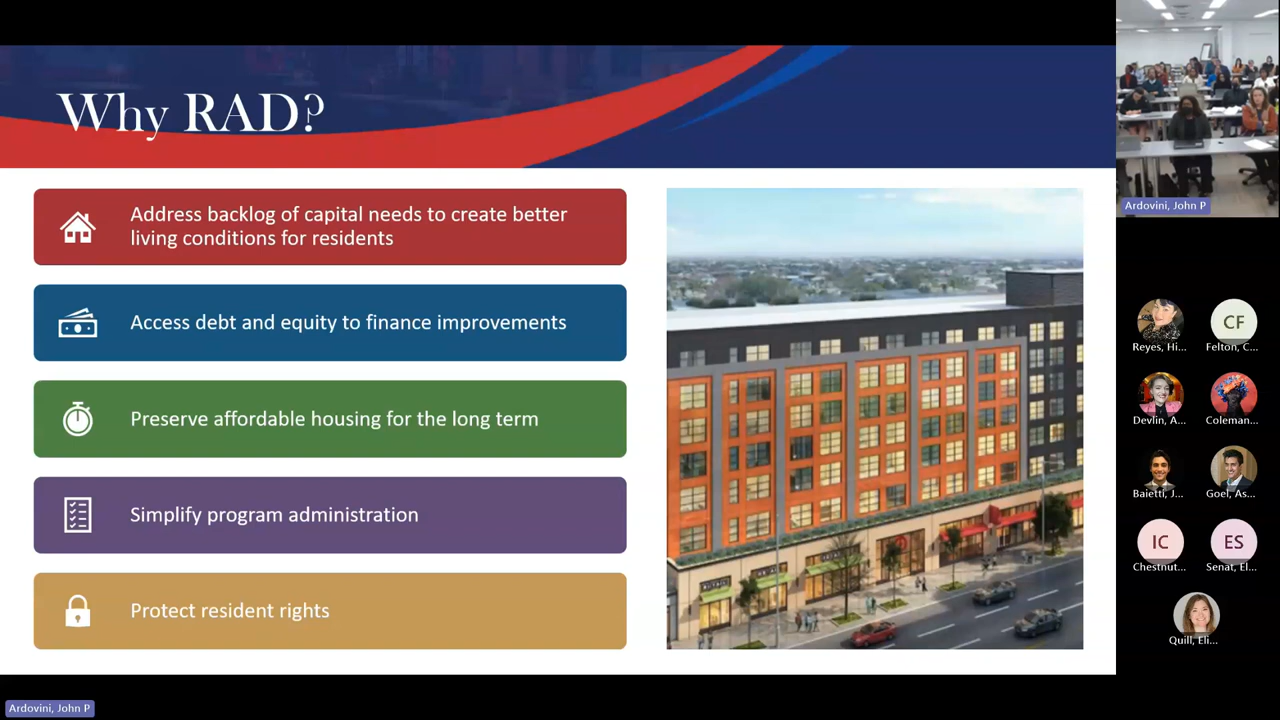 Why RAD?
Address backlog of capital needs to create better
living conditions for residents
Access debt and equity to finance improvements
Preserve affordable housing for the long term
Simplify program administration
Protect resident rights
Ardovini, John P
Reyes, Hi...
CF
Felton, C...
Devlin, A...
Coleman...
Baietti, J...
Goel, As...
IC
Chestnut...
ES
Senat, El...
Quill, Eli...
Ardovini, John P